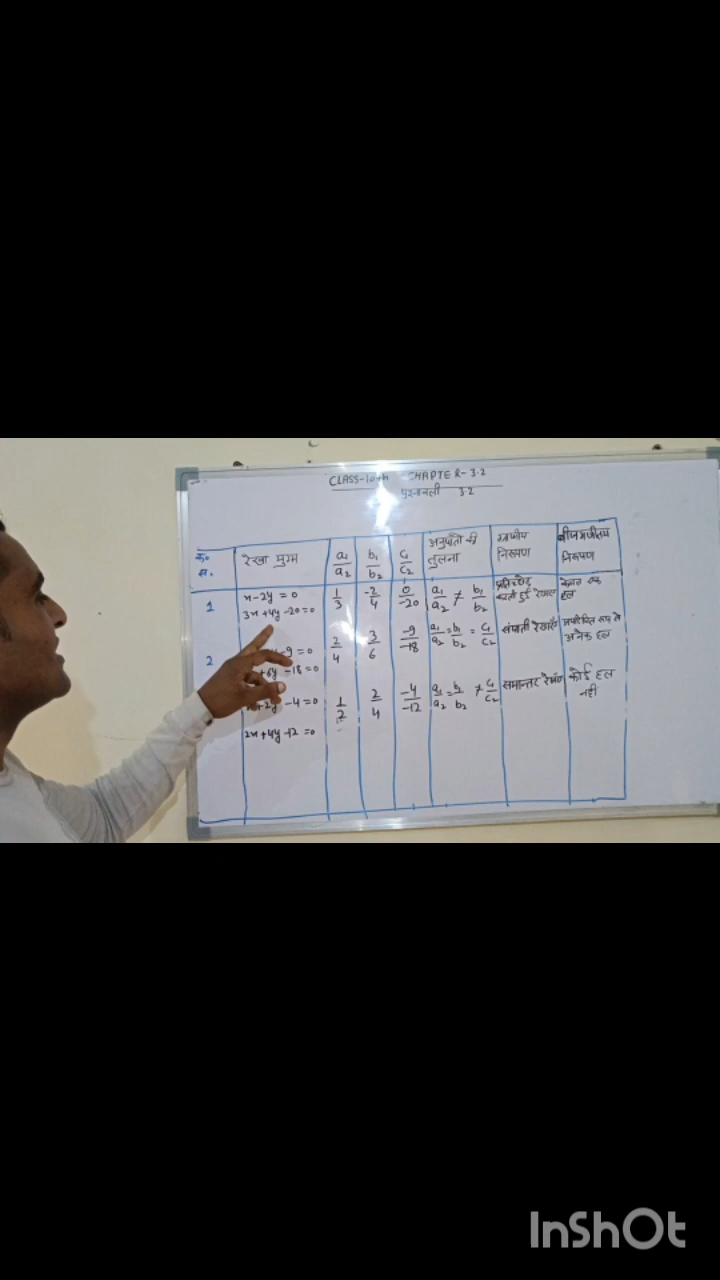 CLASS-10th CHAPTER-3.2
प्रश्नावली 3.2
क्र० स. रेखा युग्म a₁/a₂ b₁/b₂ c₁/c₂ अनुपातो की तुलना ग्राफीय निरूपण बीजगणितीय निरूपण
1 x-2y = 0 1/3 -2/4 0/-20 a₁/a₂ ≠ b₁/b₂ प्रतिच्छेद करती हुई रेखाएं केवल एक हल
3x+4y-20=0
2 -9=0 2/4 3/6 -9/-18 a₁/a₂ = b₁/b₂ = c₁/c₂ संपाती रेखाएँ अपरिमित रूप से अनेक हल
+6y-18=0
x+2y-4=0 1/2 2/4 -4/-12 a₁/a₂ = b₁/b₂ ≠ c₁/c₂ समान्तर रेखाएं कोई हल नही
2x+4y-12=0
InShOt